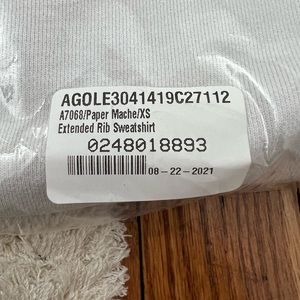 AGOLE3041419C27112
A7068/Paper Mache/XS
Extended Rib Sweatshirt
0248018893
08-22-2021